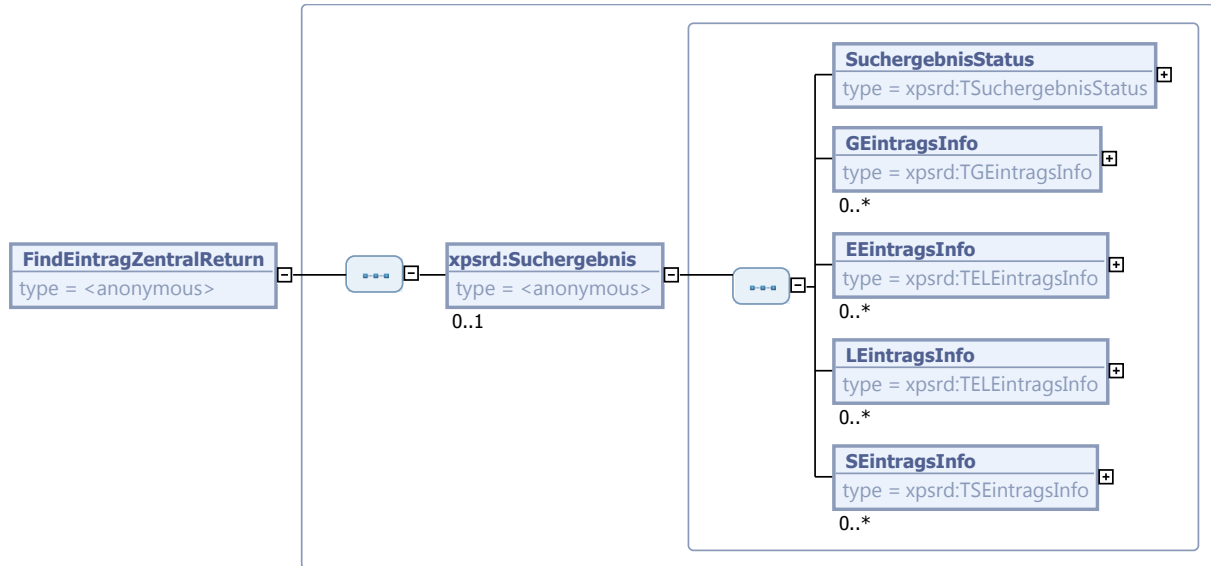 SuchergebnisStatus
type = xpsrd:TSuchergebnisStatus
GEintragsInfo
type = xpsrd:TGEintragsInfo
0..*
FindEintragZentralReturn
type = <anonymous>
xpsrd:Suchergebnis
type = <anonymous>
0..1
EEintragsInfo
type = xpsrd:TELEintragsInfo
0..*
LEintragsInfo
type = xpsrd:TELEintragsInfo
0..*
SEintragsInfo
type = xpsrd:TSEintragsInfo
0..*